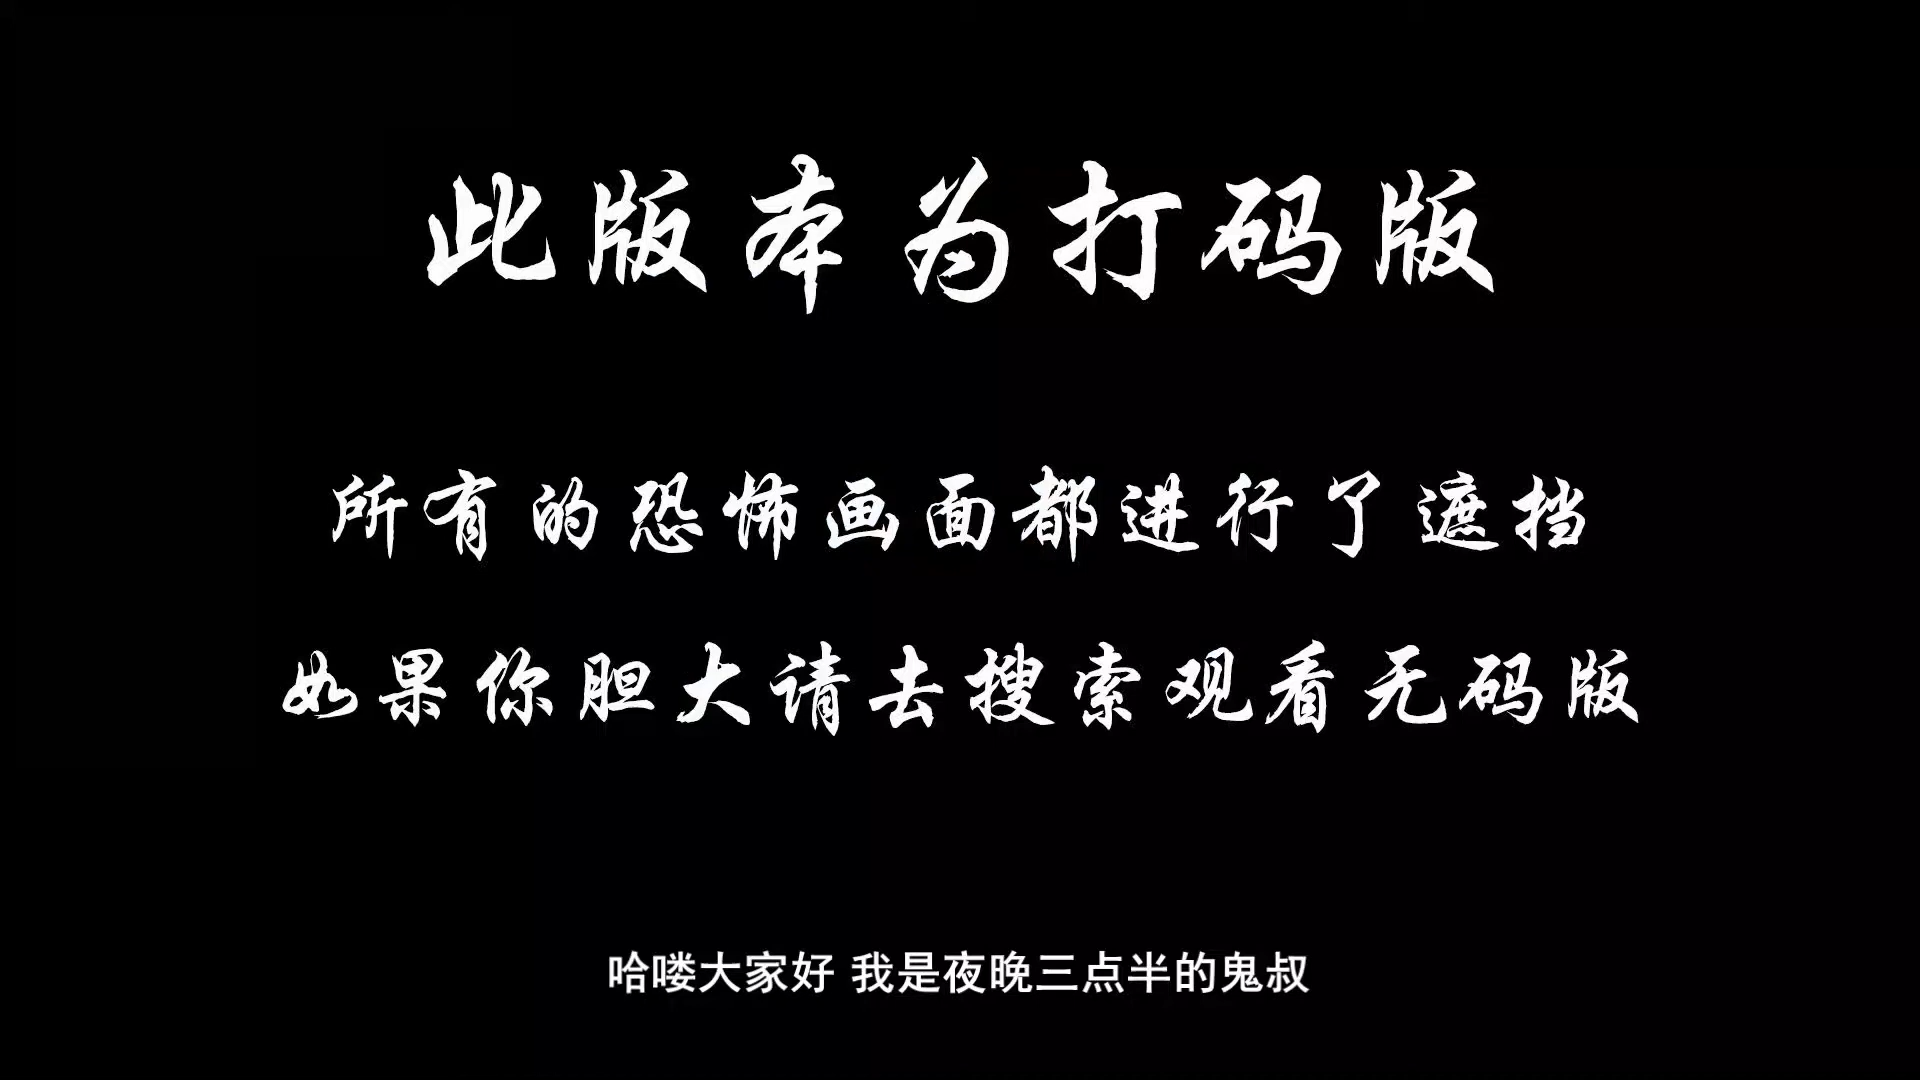 此版本为打码版
所有的恐怖画面都进行了遮挡
如果你胆大请去搜索观看无码版
哈喽大家好 我是夜晚三点半的鬼叔